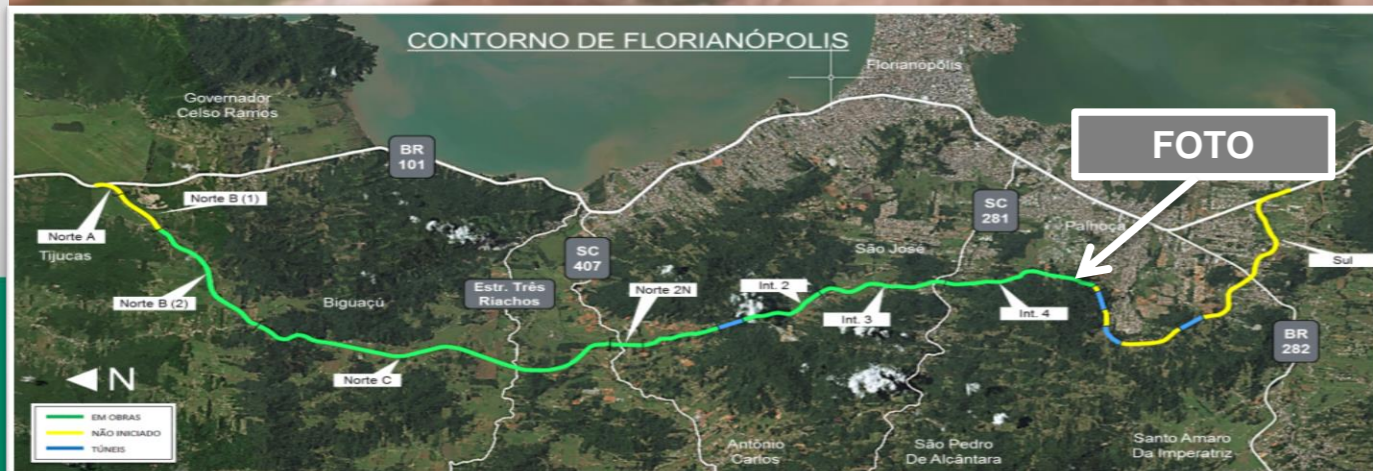 CONTORNO DE FLORIANÓPOLIS
Florianópolis
Governador
Celso Ramos
BR
101
FOTO
Norte B (1)
Norte A
Tijucas
SC
281
Palhoça
São José
SC
407
Sul
Estr. Três
Riachos
Norte 2N
Int. 2
Norte B (2)
Biguaçú
Int. 3
Int. 4
BR
282
N
Norte C
EM OBRAS
NÃO INICIADO
TÚNEIS
Antônio
Carlos
São Pedro
De Alcântara
Santo Amaro
Da Imperatriz